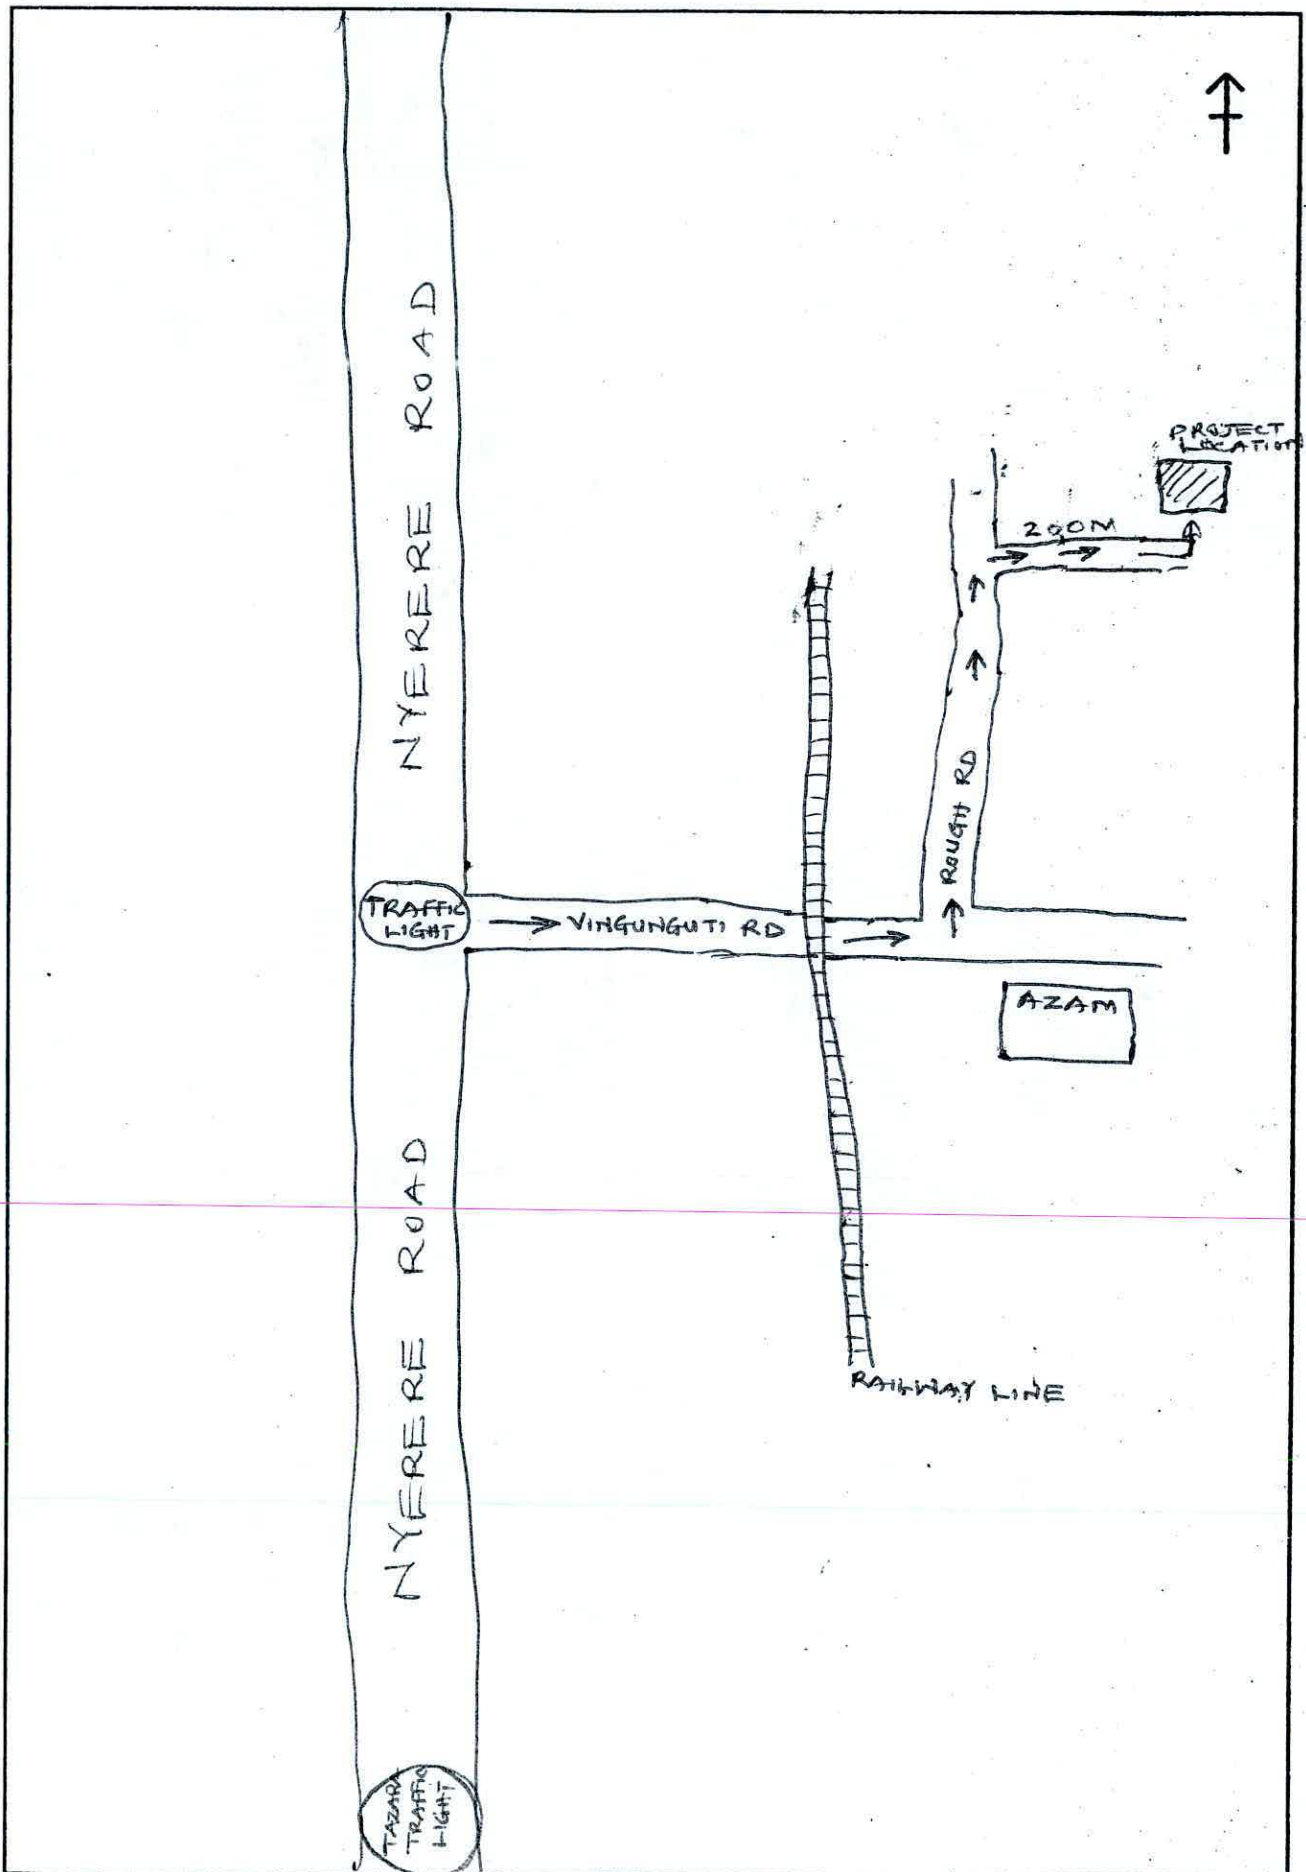 NYERERE ROAD
PROJECT
LOCATION
200M
ROUGH RD
TRAFFIC
LIGHT
VINGUNGUTI RD
AZAM
NYERERE ROAD
RAILWAY LINE
TAZARA
TRAFFIC
LIGHT